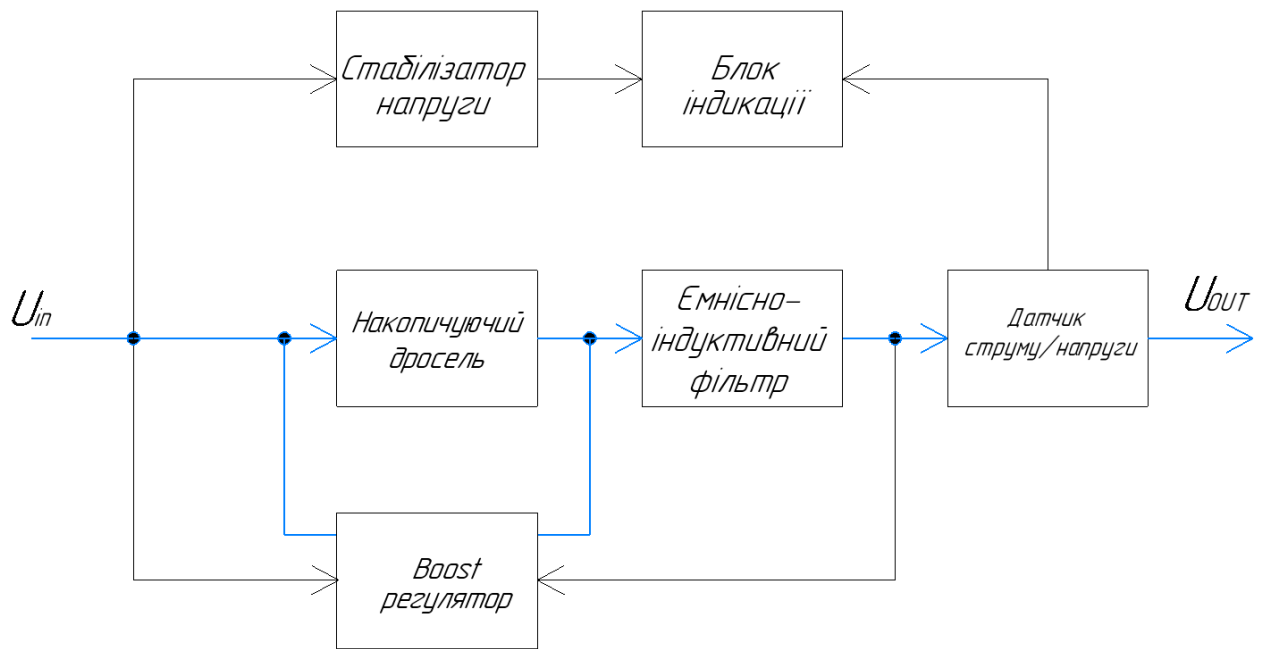 Стабілізатор
напруги
Блок
індикації
Uin
Накопичуючий
дросель
Ємнісно-
індуктивний
фільтр
Датчик
струму/напруги
UOUT
Boost
регулятор